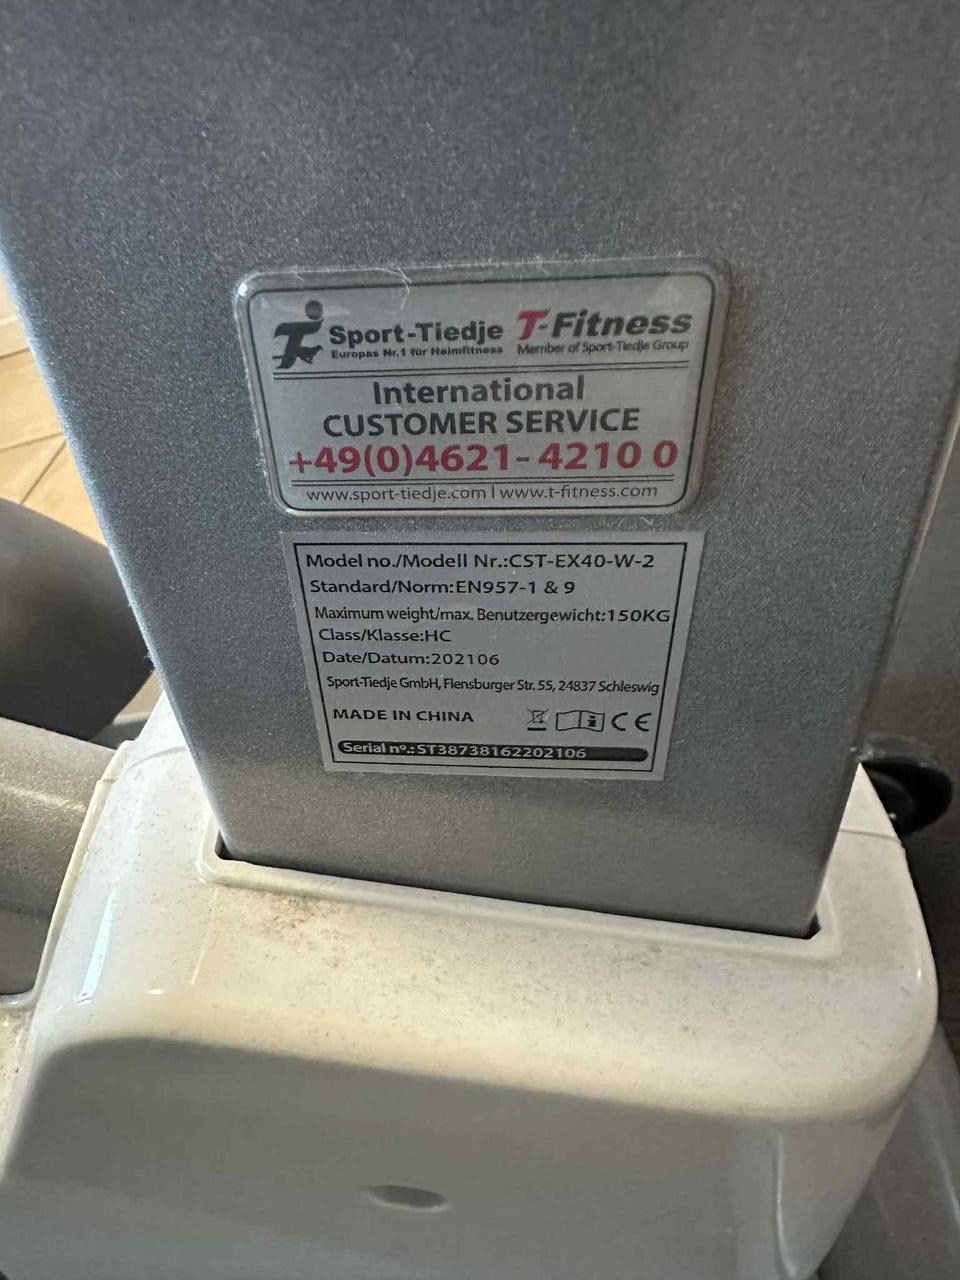 Sport-Tiedje T-Fitness
Europas Nr.1 für Heimfitness Member of Sport-Tiedje Group
International
CUSTOMER SERVICE
+49(0)4621-42100
www.sport-tiedje.com | www.t-fitness.com
Model no./Modell Nr.:CST-EX40-W-2
Standard/Norm:EN957-1 & 9
Maximum weight/max. Benutzergewicht:150KG
Class/Klasse:HC
Date/Datum:202106
Sport-Tiedje GmbH, Flensburger Str. 55, 24837 Schleswig
MADE IN CHINA CE
Serial nº.:ST38738162202106